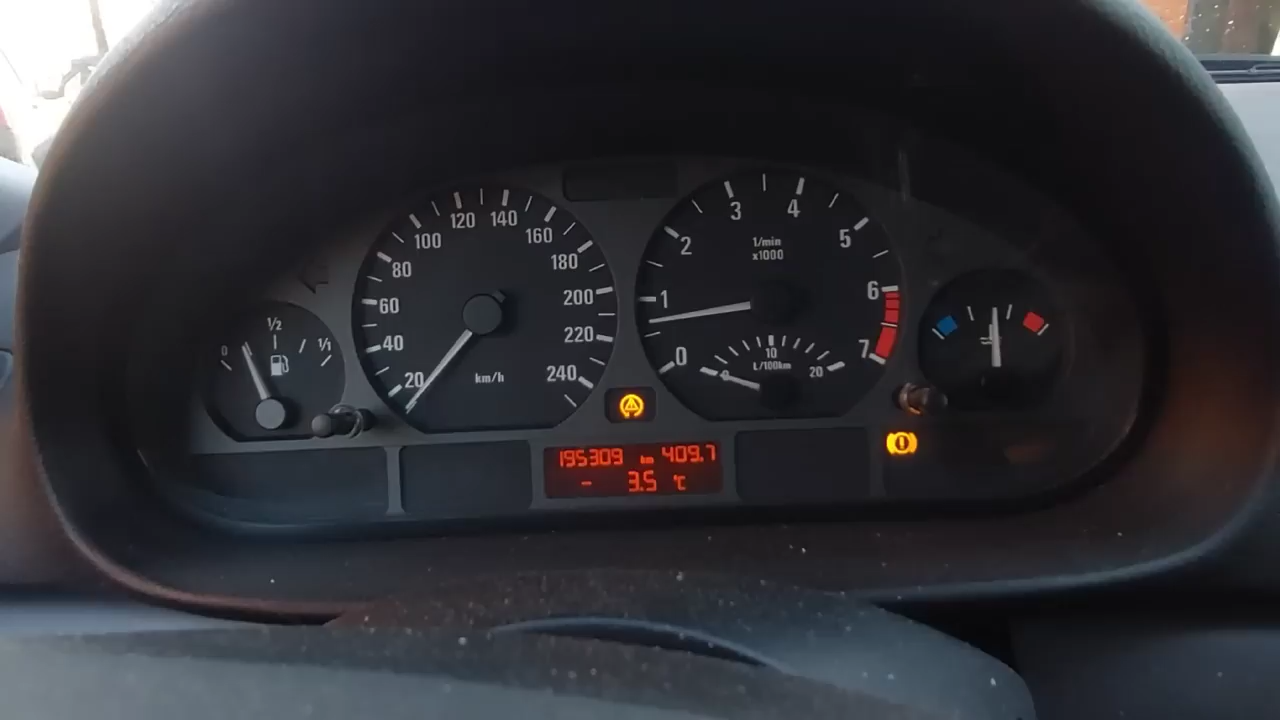 0 1/2 1/1
20 40 60 80 100 120 140 160 180 200 220 240
km/h
0 1 2 3 4 5 6 7
1/min
x1000
0 10 20
L/100km
195309 km 409.7
- 3.5 °C